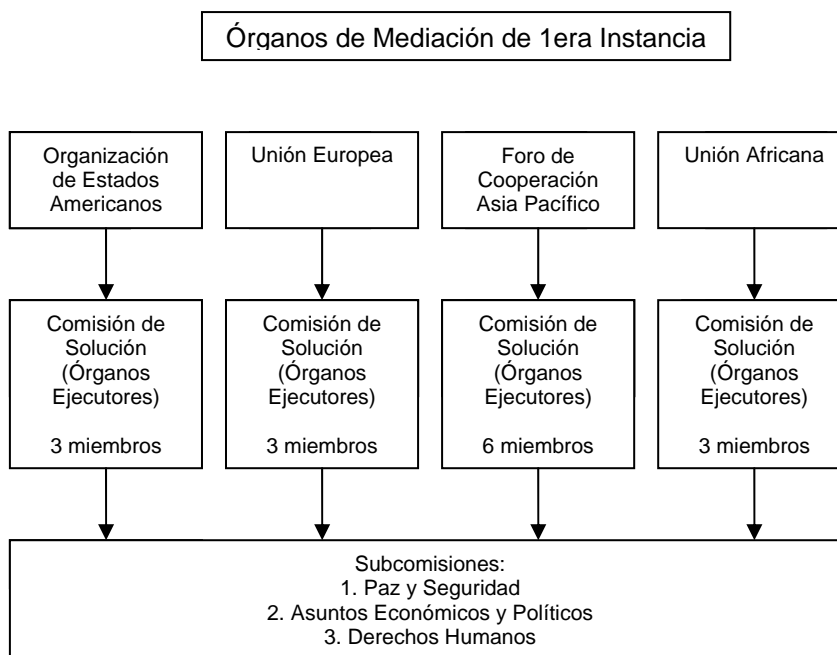 Órganos de Mediación de 1era Instancia
Organización
de Estados
Americanos
Unión Europea
Foro de
Cooperación
Asia Pacífico
Unión Africana
Comisión de
Solución
(Órganos
Ejecutores)
3 miembros
Comisión de
Solución
(Órganos
Ejecutores)
3 miembros
Comisión de
Solución
(Órganos
Ejecutores)
6 miembros
Comisión de
Solución
(Órganos
Ejecutores)
3 miembros
Subcomisiones:
1. Paz y Seguridad
2. Asuntos Económicos y Políticos
3. Derechos Humanos